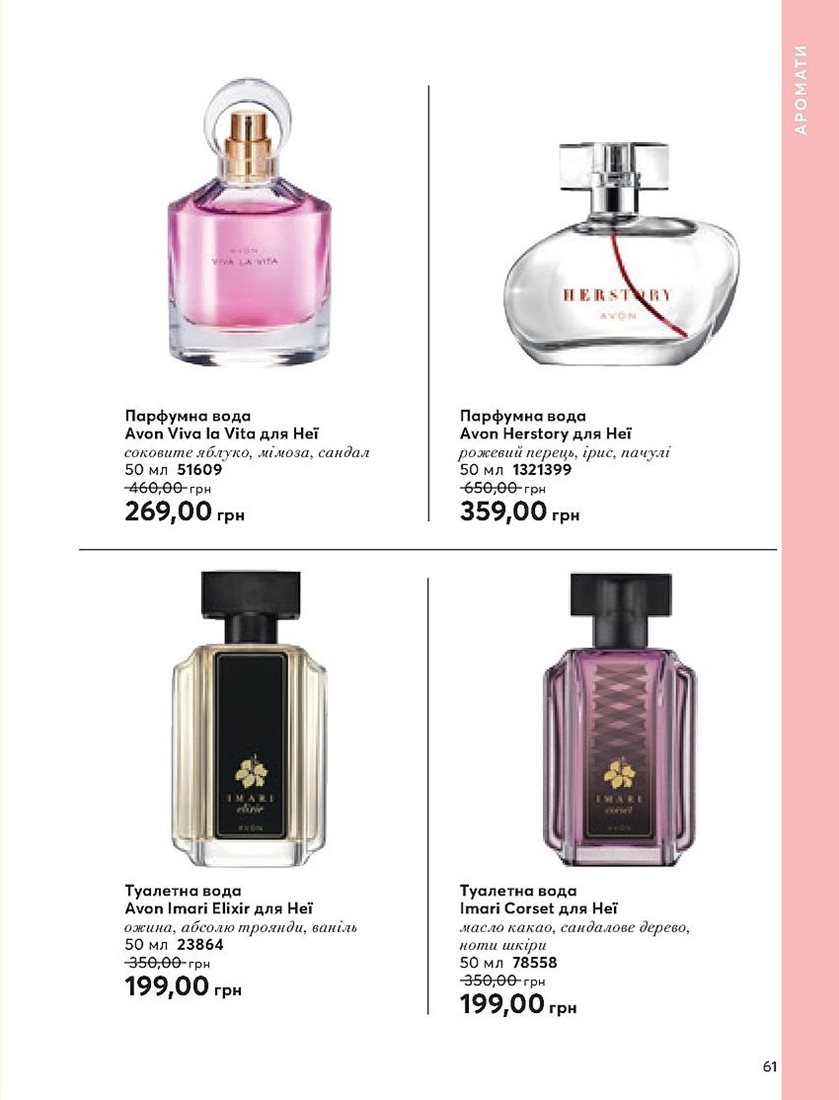 АРОМАТИ
AVON
VIVA LA VITA
Парфумна вода
Avon Viva la Vita для Неї
соковите яблуко, мімоза, сандал
50 мл 51609
460,00 грн
269,00 грн
HERSTORY
AVON
Парфумна вода
Avon Herstory для Неї
рожевий перець, ірис, пачулі
50 мл 1321399
650,00 грн
359,00 грн
IMARI
elixir
AVON
Туалетна вода
Avon Imari Elixir для Неї
ожина, абсолю троянди, ваніль
50 мл 23864
350,00 грн
199,00 грн
IMARI
corset
AVON
Туалетна вода
Imari Corset для Неї
масло какао, сандалове дерево,
ноти шкіри
50 мл 78558
350,00 грн
199,00 грн
61